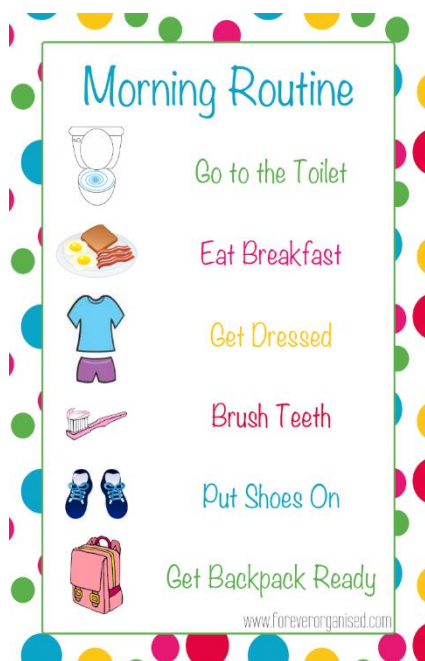 Morning Routine
Go to the Toilet
Eat Breakfast
Get Dressed
Brush Teeth
Put Shoes On
Get Backpack Ready
www.foreverorganised.com